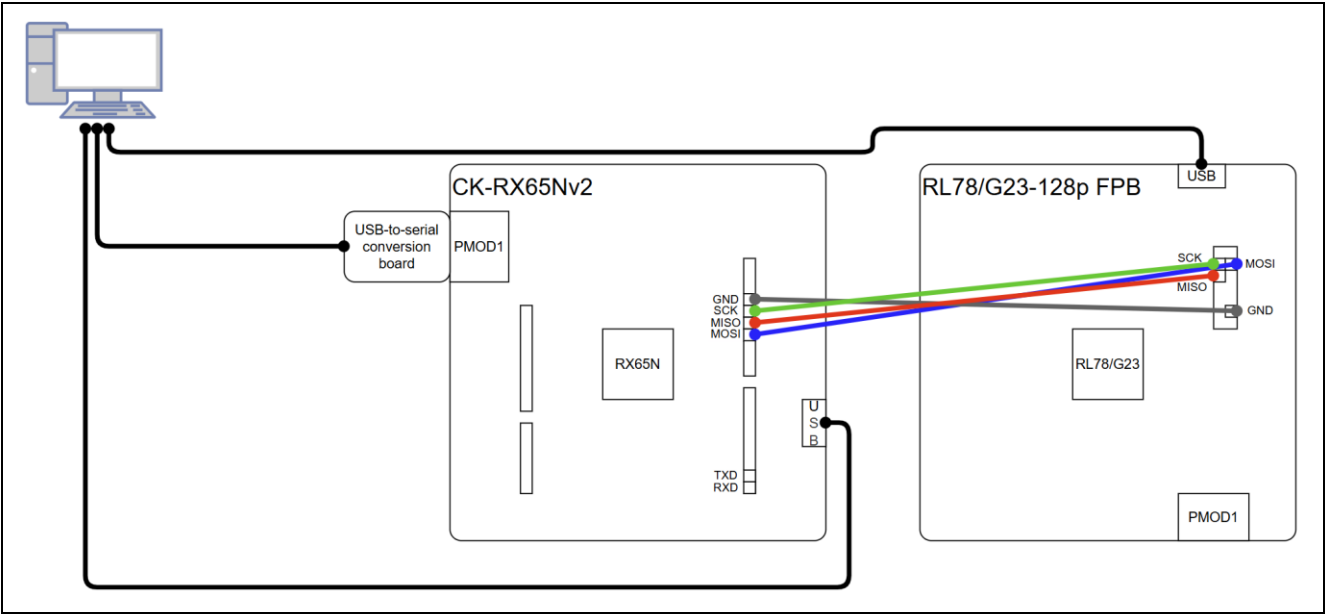 CK-RX65Nv2
RL78/G23-128p FPB
USB
USB-to-serial
conversion
board
PMOD1
SCK
MOSI
MISO
GND
GND
SCK
MISO
MOSI
RX65N
RL78/G23
U
S
B
TXD
RXD
PMOD1